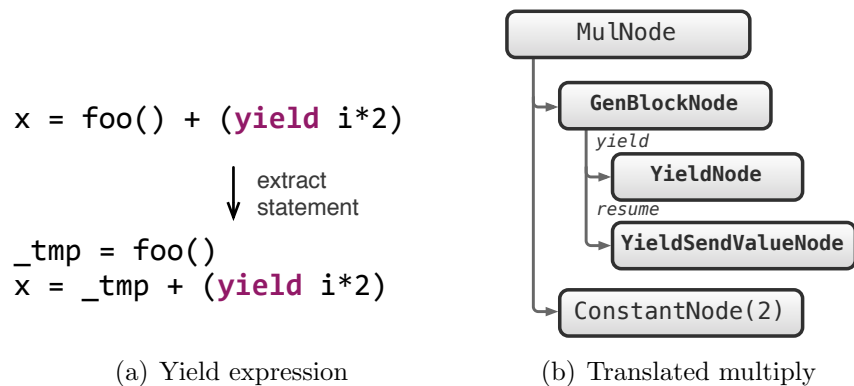 x = foo() + (yield i*2)
extract
statement
_tmp = foo()
x = _tmp + (yield i*2)
(a) Yield expression
MulNode
GenBlockNode
yield
YieldNode
resume
YieldSendValueNode
ConstantNode(2)
(b) Translated multiply